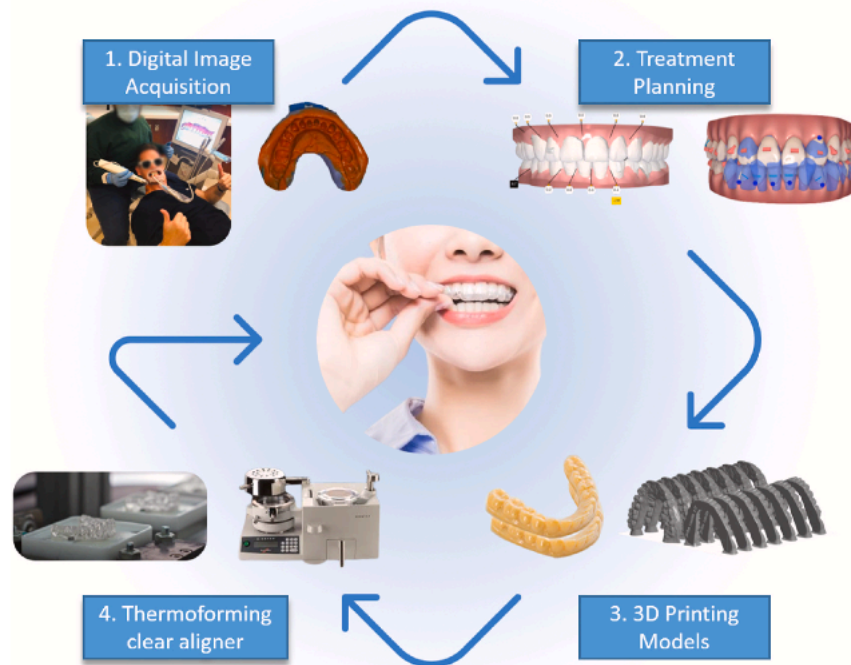 1. Digital Image
Acquisition
2. Treatment
Planning
4. Thermoforming
clear aligner
3. 3D Printing
Models